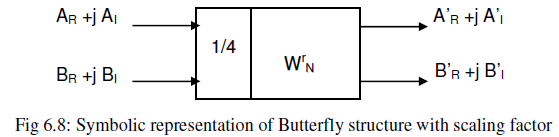 AR +j AI A'R +j A'I
1/4 WrN
BR +j BI B'R +j B'I
Fig 6.8: Symbolic representation of Butterfly structure with scaling factor